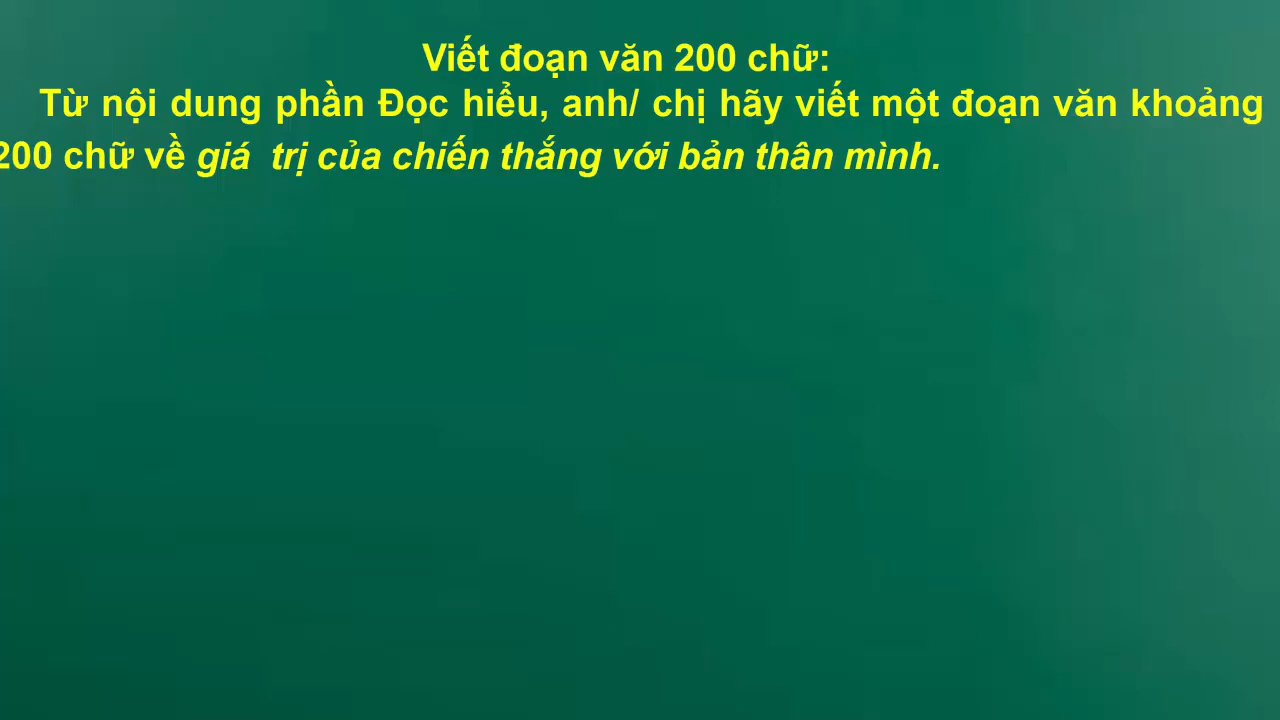 Viết đoạn văn 200 chữ:
Từ nội dung phần Đọc hiểu, anh/ chị hãy viết một đoạn văn khoảng
200 chữ về giá trị của chiến thắng với bản thân mình.